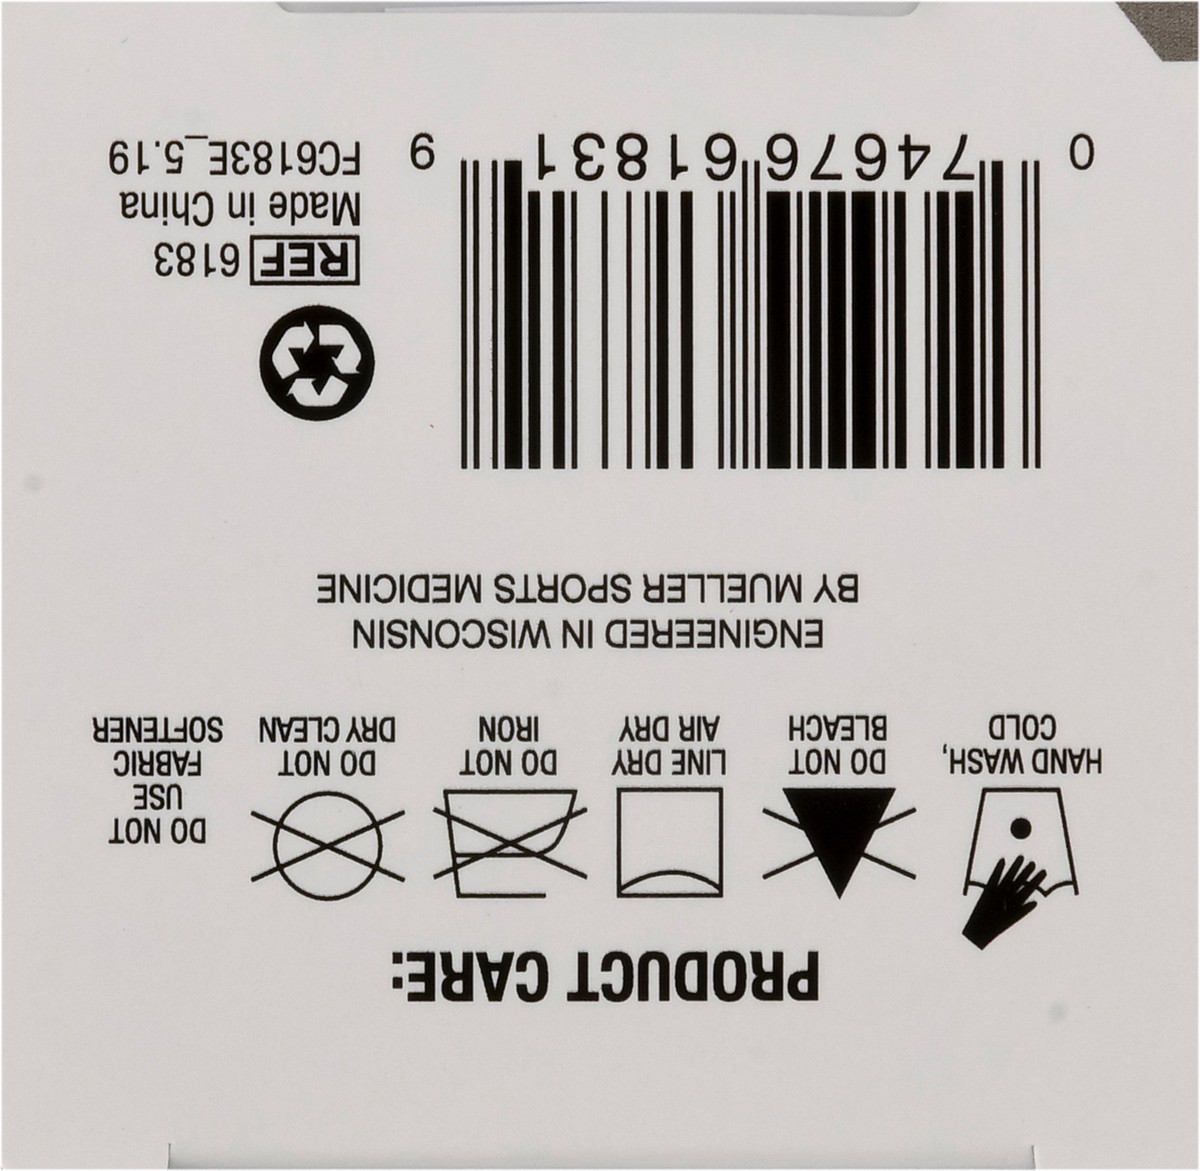 PRODUCT CARE:
HAND WASH,
COLD
DO NOT
BLEACH
LINE DRY
AIR DRY
DO NOT
IRON
DO NOT
DRY CLEAN
DO NOT
USE
FABRIC
SOFTENER
ENGINEERED IN WISCONSIN
BY MUELLER SPORTS MEDICINE
0 74676 61831 9
REF 6183
Made in China
FC6183E_5.19